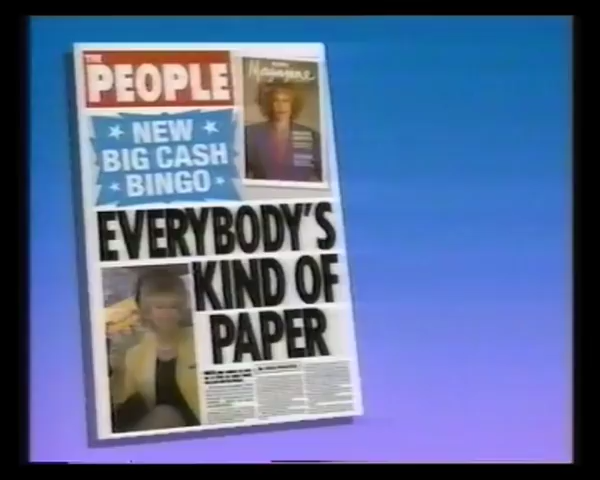 THE
PEOPLE
Magazine
NEW
BIG CASH
BINGO
EVERYBODY'S
KIND OF
PAPER